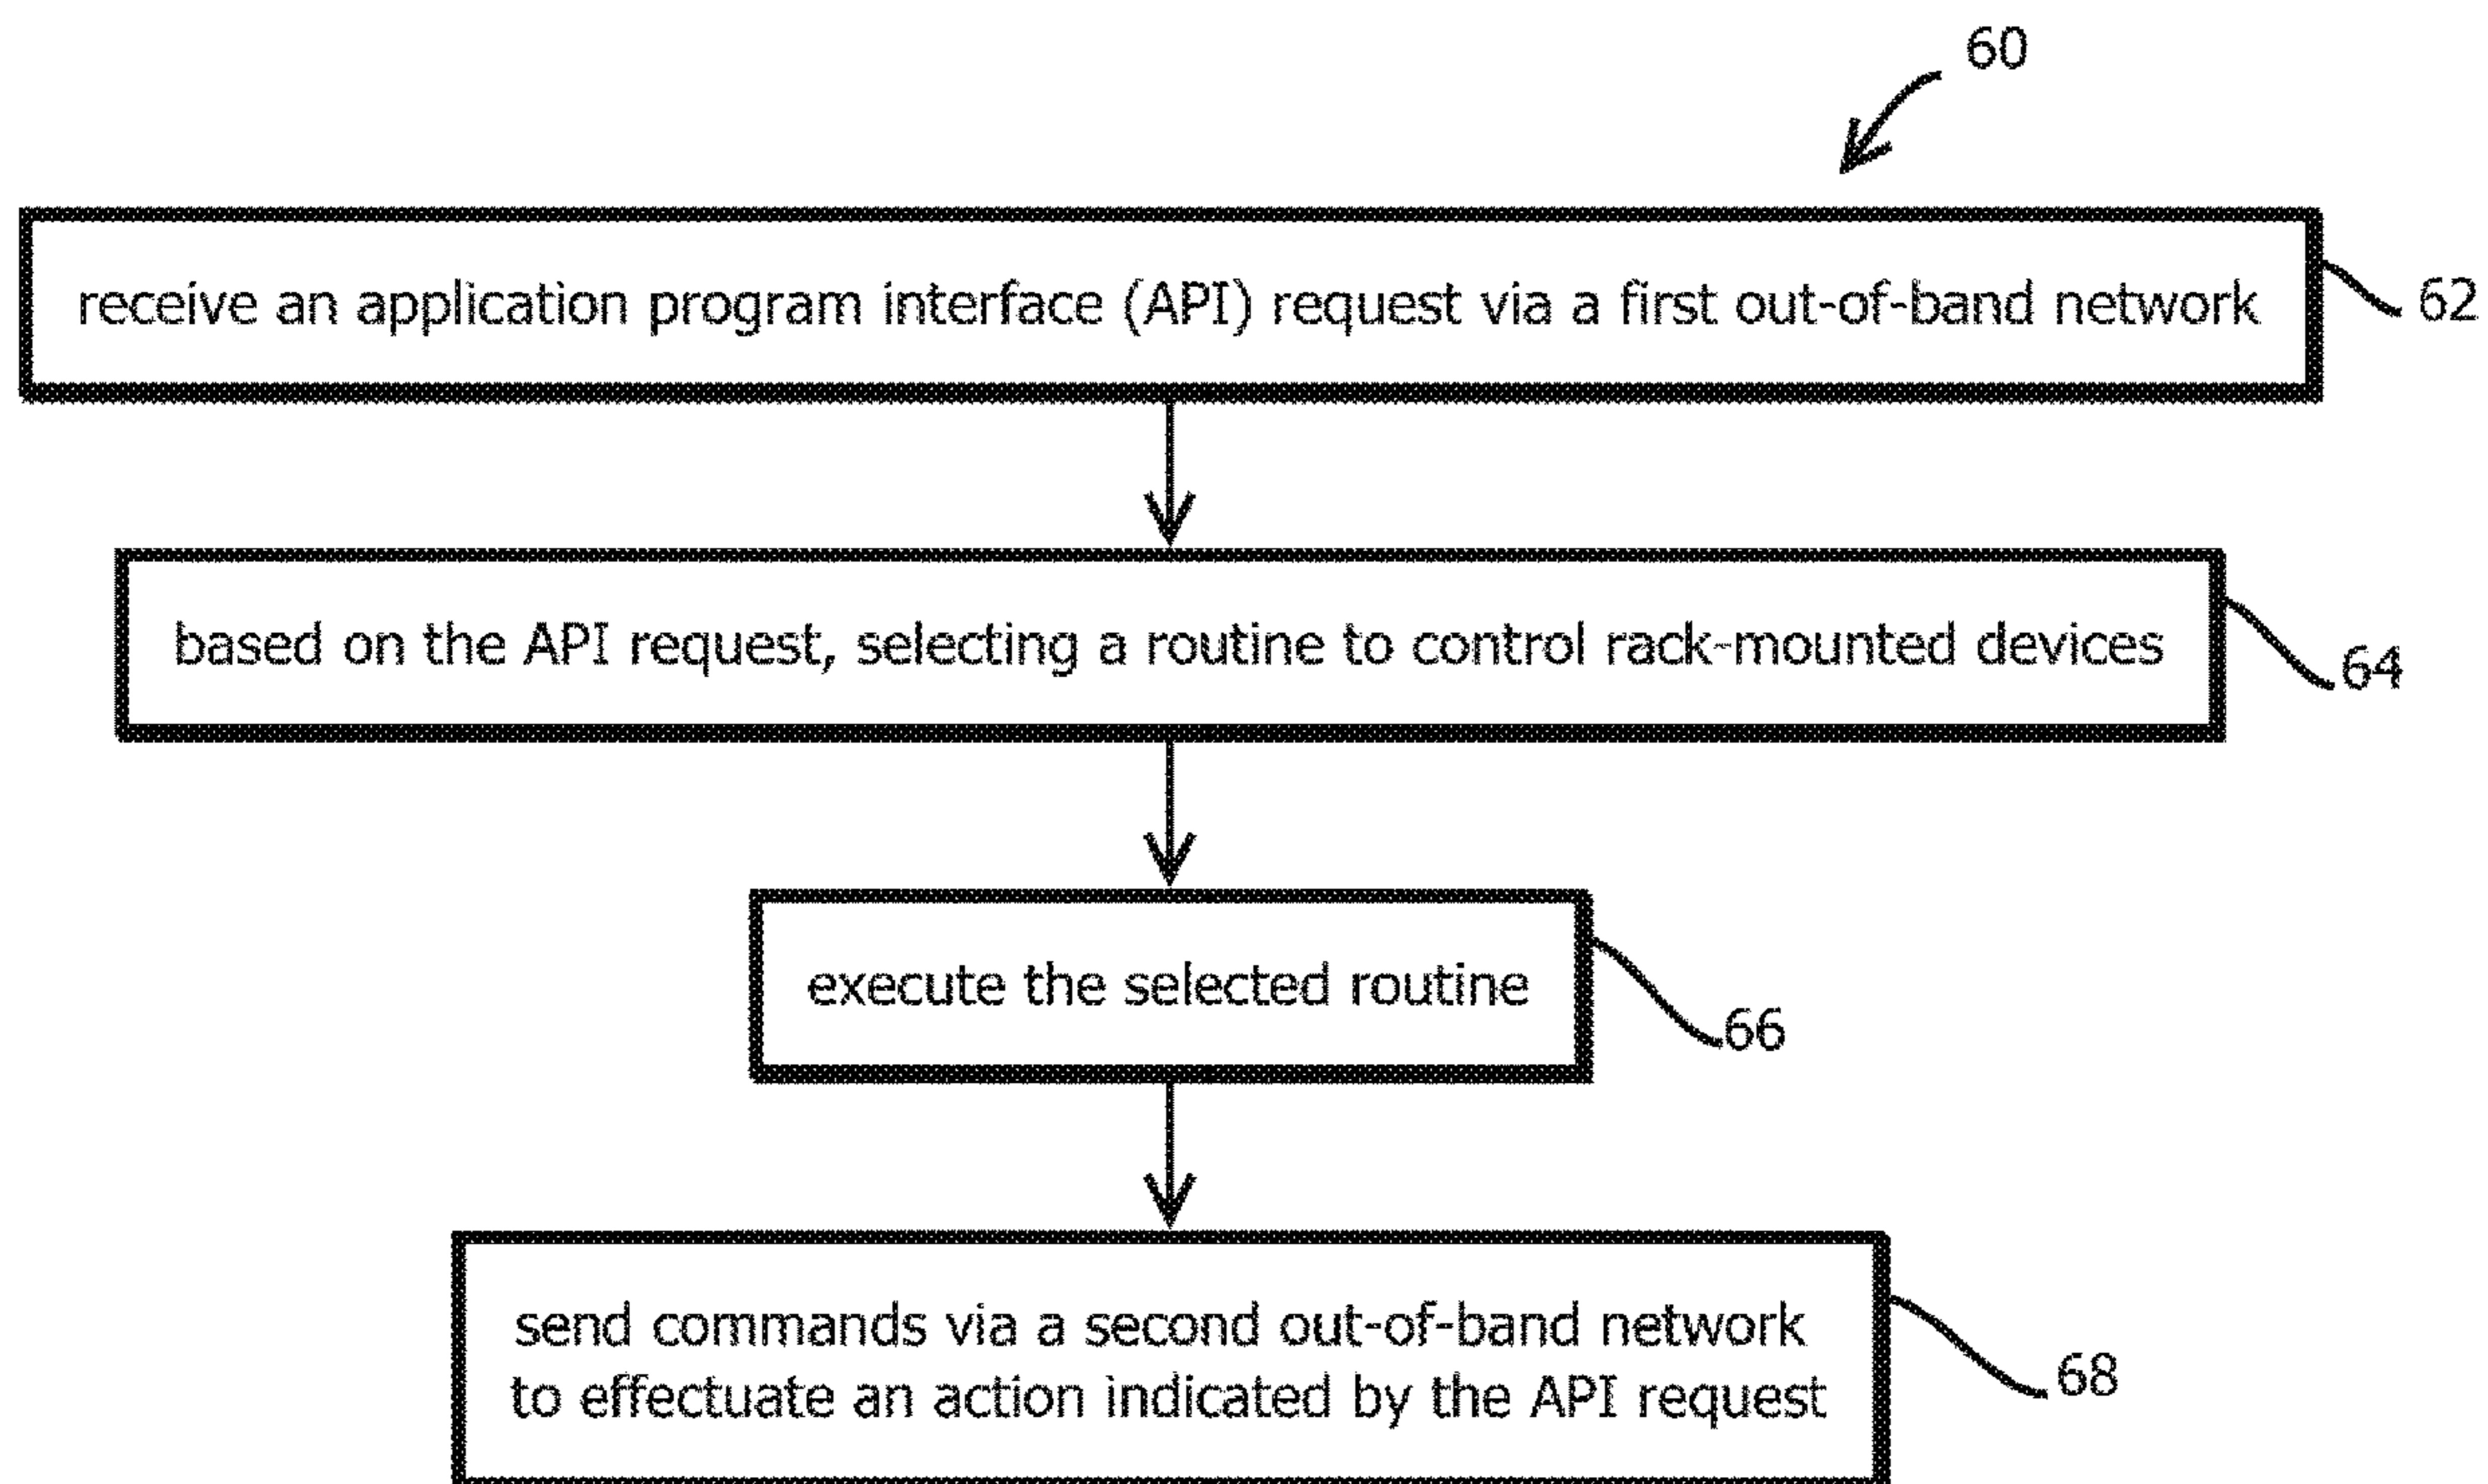 60
receive an application program interface (API) request via a first out-of-band network
62
based on the API request, selecting a routine to control rack-mounted devices
64
execute the selected routine
66
send commands via a second out-of-band network
to effectuate an action indicated by the API request
68